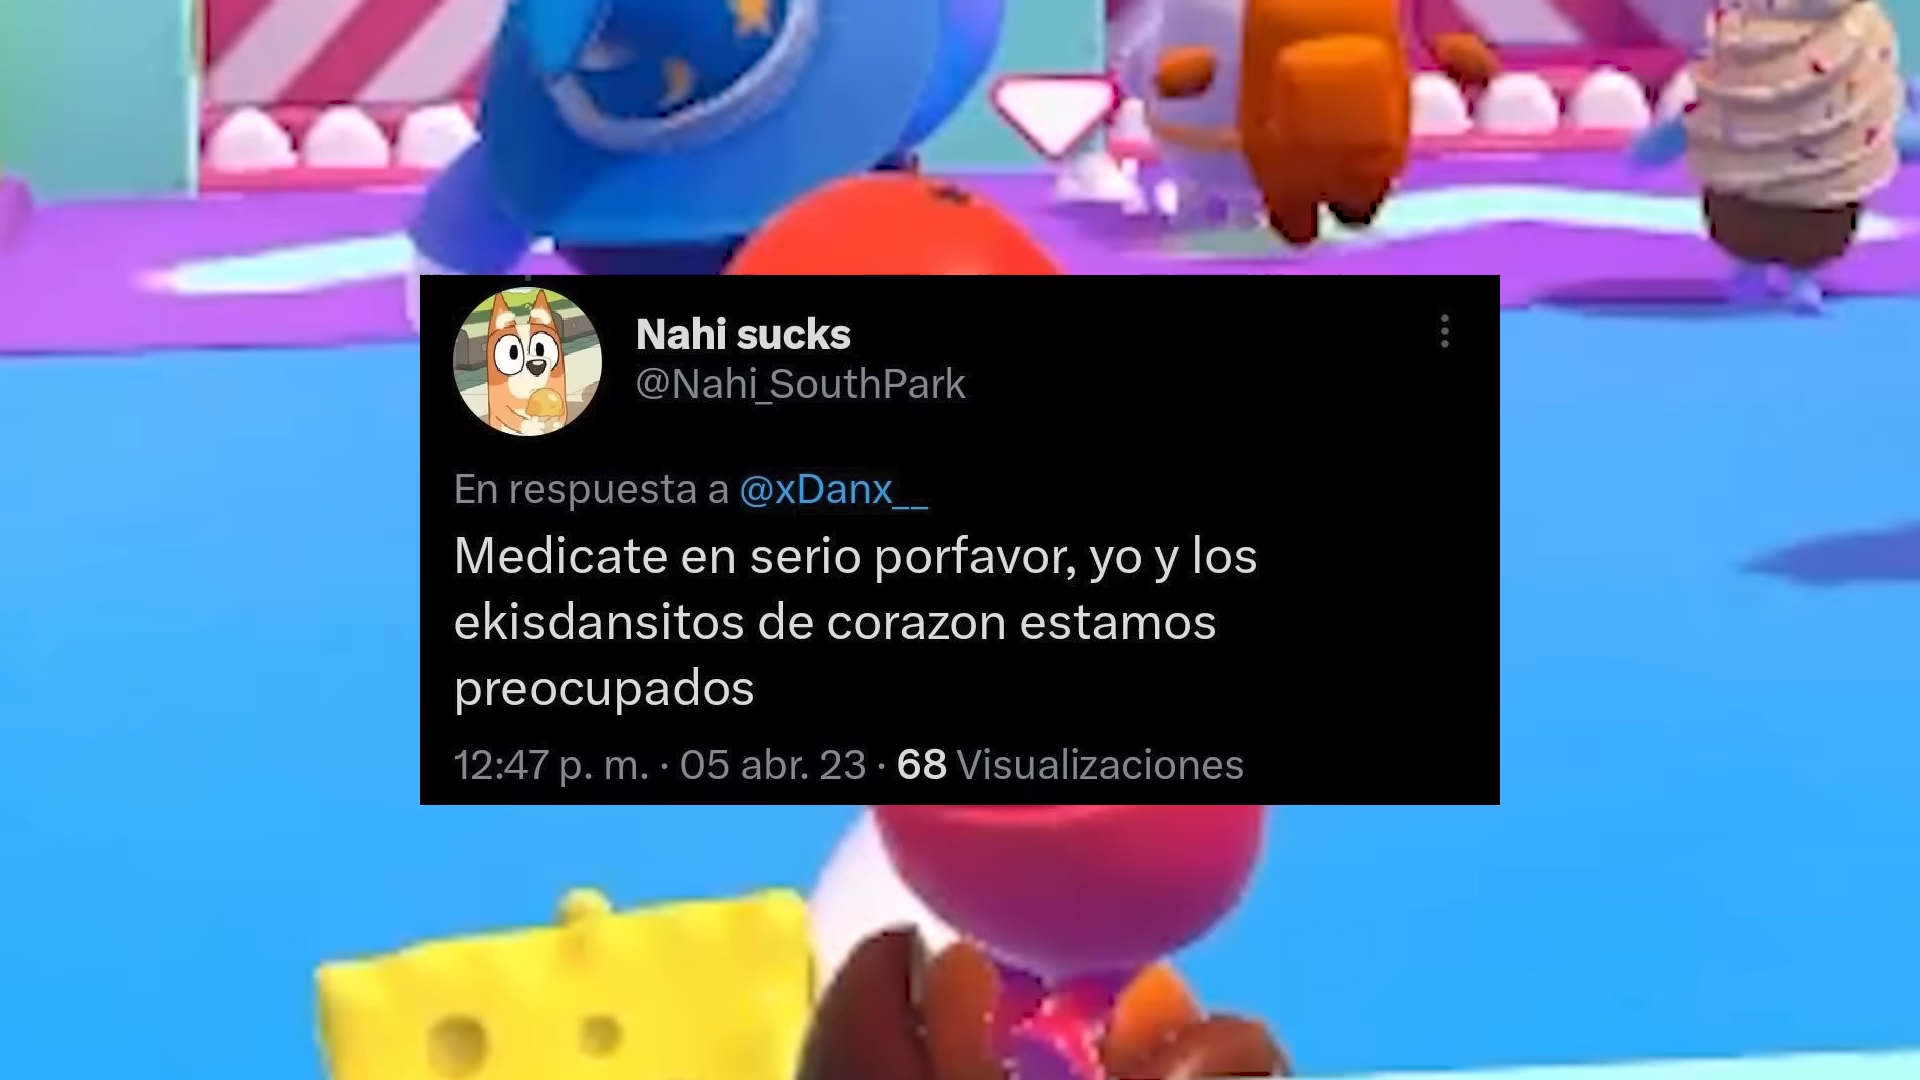 Nahi sucks
@Nahi_SouthPark
En respuesta a @xDanx__
Medicate en serio porfavor, yo y los
ekisdansitos de corazon estamos
preocupados
12:47 p. m. · 05 abr. 23 · 68 Visualizaciones